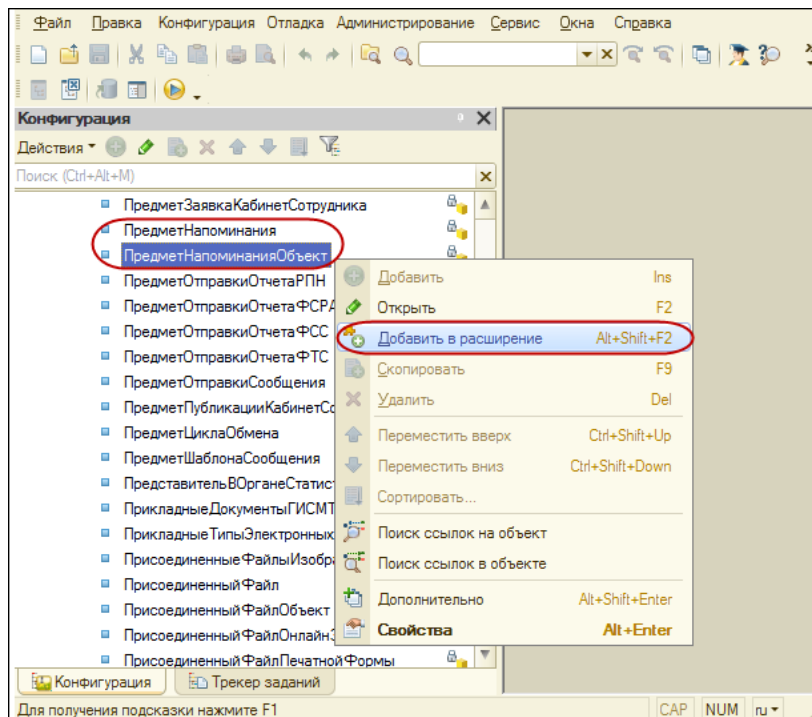 Файл Правка Конфигурация Отладка Администрирование Сервис Окна Справка
Конфигурация
Действия
Поиск (Ctrl+Alt+M)
ПредметЗаявкаКабинетСотрудника
ПредметНапоминания
ПредметНапоминанияОбъект
ПредметОтправкиОтчетаРПН
ПредметОтправкиОтчетаФСРА
ПредметОтправкиОтчетаФСС
ПредметОтправкиОтчетаФТС
ПредметОтправкиСообщения
ПредметПубликацииКабинетСо
ПредметЦиклаОбмена
ПредметШаблонаСообщения
ПредставительВОрганеСтатист
ПрикладныеДокументыГИСМТ
ПрикладныеТипыЭлектронных
ПрисоединенныеФайлыИзобра
ПрисоединенныйФайл
ПрисоединенныйФайлОбъект
ПрисоединенныйФайлОнлайн
ПрисоединенныйФайлПечатнойФормы
Добавить Ins
Открыть F2
Добавить в расширение Alt+Shift+F2
Скопировать F9
Удалить Del
Переместить вверх Ctrl+Shift+Up
Переместить вниз Ctrl+Shift+Down
Сортировать...
Поиск ссылок на объект
Поиск ссылок в объекте
Дополнительно Alt+Shift+Enter
Свойства Alt+Enter
Конфигурация Трекер заданий
Для получения подсказки нажмите F1 CAP NUM ru